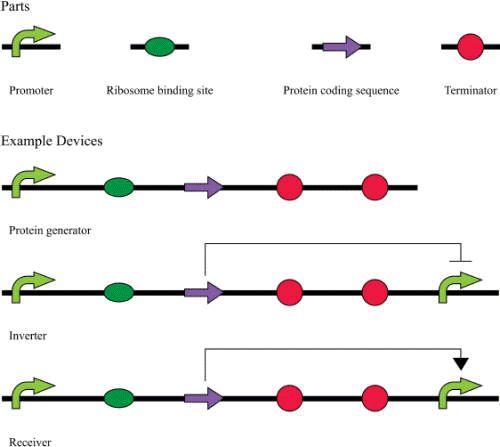 Parts
Promoter
Ribosome binding site
Protein coding sequence
Terminator
Example Devices
Protein generator
Inverter
Receiver